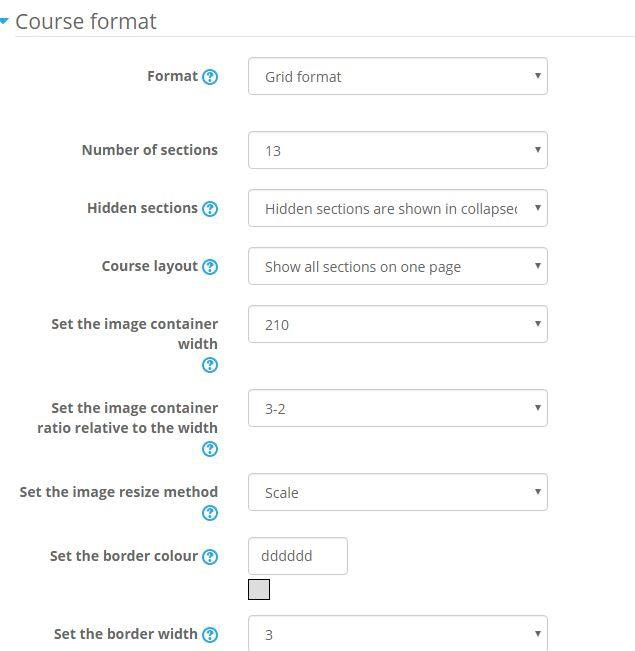 Course format
Format
Grid format
Number of sections
13
Hidden sections
Hidden sections are shown in collapsec
Course layout
Show all sections on one page
Set the image container
width
210
Set the image container
ratio relative to the width
3-2
Set the image resize method
Scale
Set the border colour
dddddd
Set the border width
3